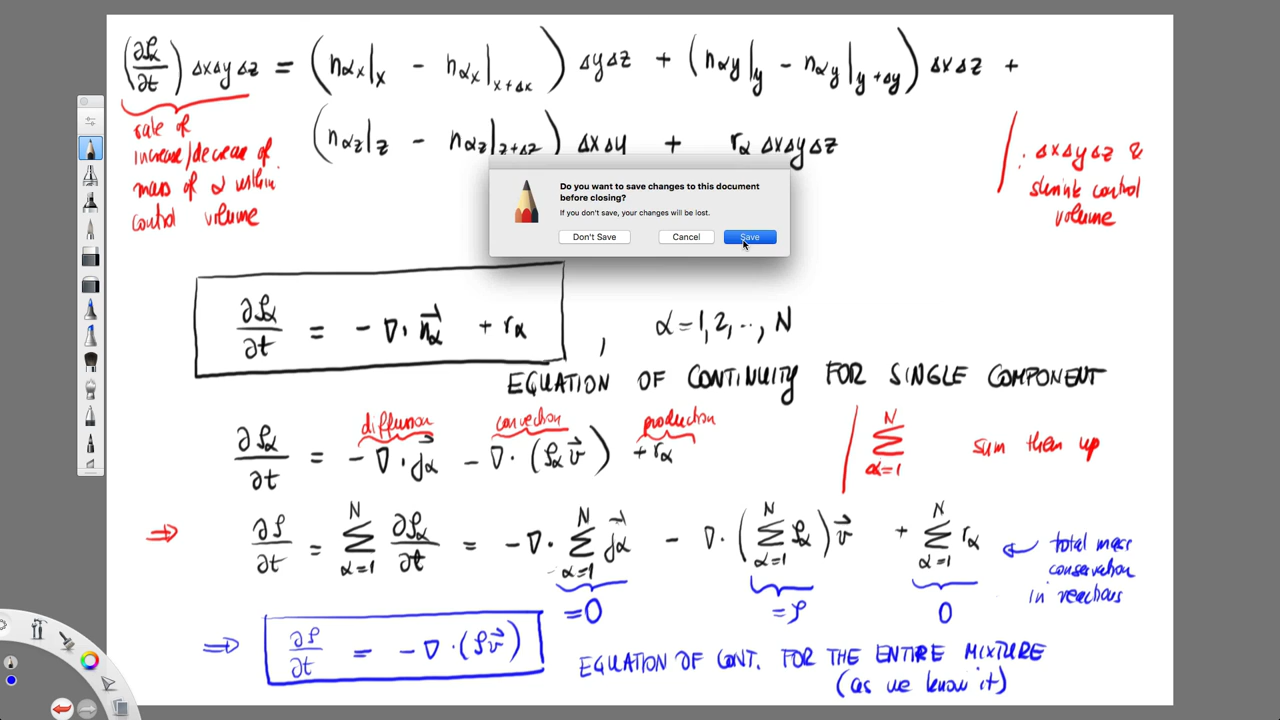 (∂ρα/∂t) ΔxΔyΔz = (nαx|x − nαx|x+Δx) ΔyΔz + (nαy|y − nαy|y+Δy) ΔxΔz +
(nαz|z − nαz|z+Δz) ΔxΔy + rα ΔxΔyΔz
rate of
increase/decrease of
mass of α within
control volume
: ΔxΔyΔz &
shrink control
volume
Do you want to save changes to this document
before closing?
If you don't save, your changes will be lost.
Don't Save Cancel Save
∂ρα/∂t = −∇·n⃗α + rα , α=1,2,..,N
EQUATION OF CONTINUITY FOR SINGLE COMPONENT
diffusion convection production
∂ρα/∂t = −∇·j⃗α − ∇·(ρα v⃗) + rα | N∑α=1 sum them up
⇒ ∂ρ/∂t = N∑α=1 ∂ρα/∂t = −∇· N∑α=1 j⃗α − ∇·(N∑α=1 ρα) v⃗ + N∑α=1 rα
total mass
conservation
in reactions
=0 =ρ 0
⇒ ∂ρ/∂t = −∇·(ρv⃗) EQUATION OF CONT. FOR THE ENTIRE MIXTURE
(as we know it)